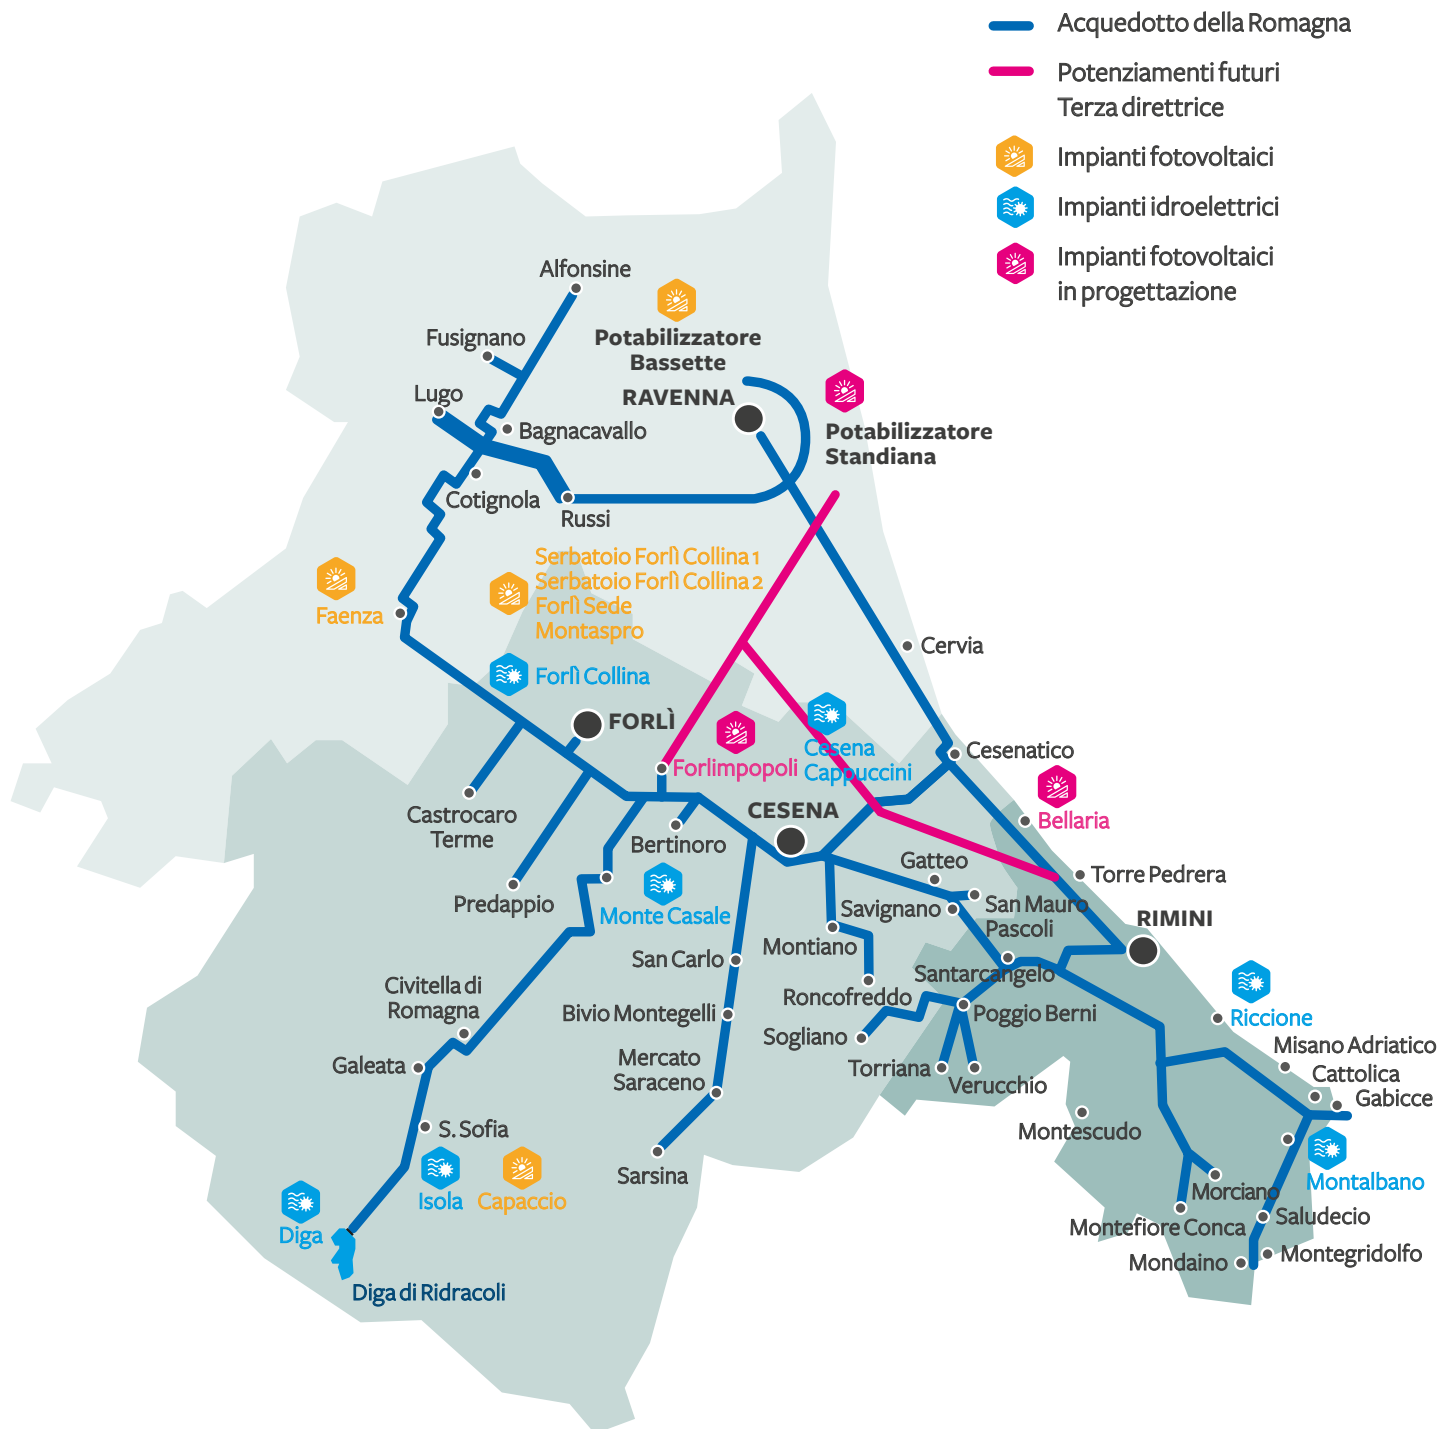 Acquedotto della Romagna
Potenziamenti futuri
Terza direttrice
Impianti fotovoltaici
Impianti idroelettrici
Impianti fotovoltaici
in progettazione
Alfonsine
Fusignano
Potabilizzatore
Bassette
Lugo
RAVENNA
Bagnacavallo
Potabilizzatore
Standiana
Cotignola
Russi
Serbatoio Forlì Collina 1
Serbatoio Forlì Collina 2
Forlì Sede
Montaspro
Faenza
Cervia
Forlì Collina
FORLÌ
Cesena
Cappuccini
Cesenatico
Forlimpopoli
Castrocaro
Terme
CESENA
Bellaria
Bertinoro
Gatteo
Torre Pedrera
Predappio
Monte Casale
Savignano
San Mauro
Pascoli
RIMINI
Montiano
San Carlo
Santarcangelo
Civitella di
Romagna
Roncofreddo
Bivio Montegelli
Poggio Berni
Riccione
Sogliano
Misano Adriatico
Galeata
Mercato
Saraceno
Torriana
Verucchio
Cattolica
Gabicce
S. Sofia
Montescudo
Sarsina
Isola
Capaccio
Montalbano
Morciano
Diga
Montefiore Conca
Saludecio
Mondaino
Montegridolfo
Diga di Ridracoli